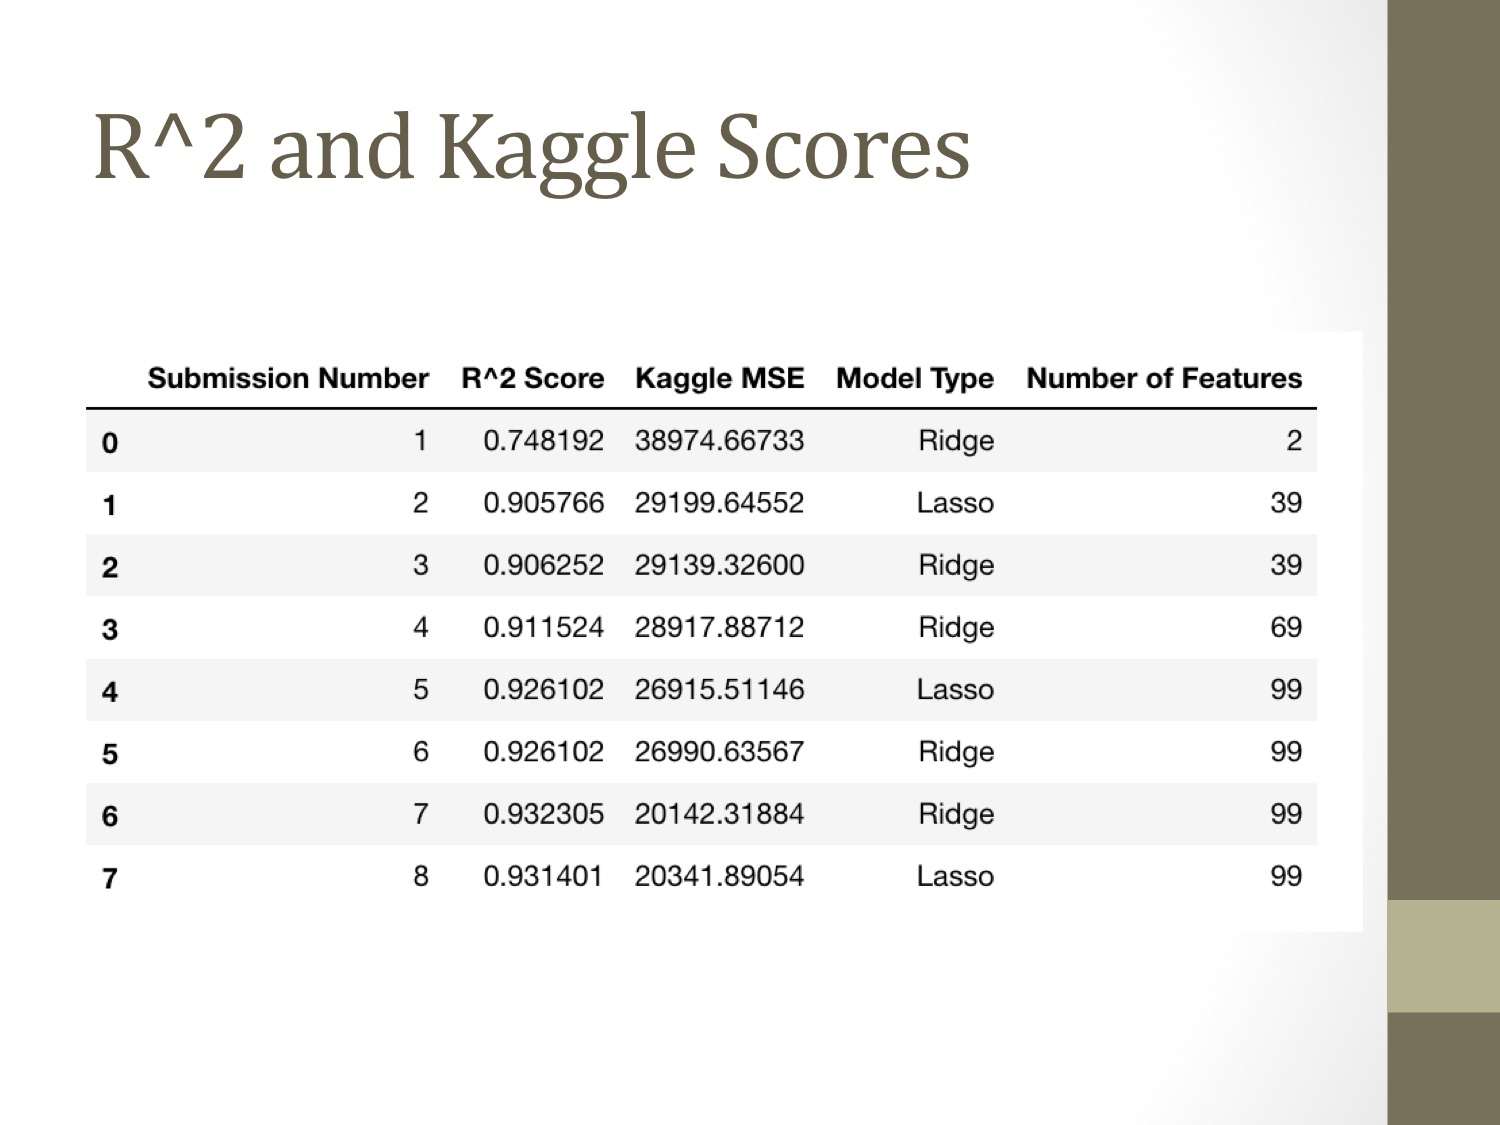 R^2 and Kaggle Scores
Submission Number R^2 Score Kaggle MSE Model Type Number of Features
0 1 0.748192 38974.66733 Ridge 2
1 2 0.905766 29199.64552 Lasso 39
2 3 0.906252 29139.32600 Ridge 39
3 4 0.911524 28917.88712 Ridge 69
4 5 0.926102 26915.51146 Lasso 99
5 6 0.926102 26990.63567 Ridge 99
6 7 0.932305 20142.31884 Ridge 99
7 8 0.931401 20341.89054 Lasso 99